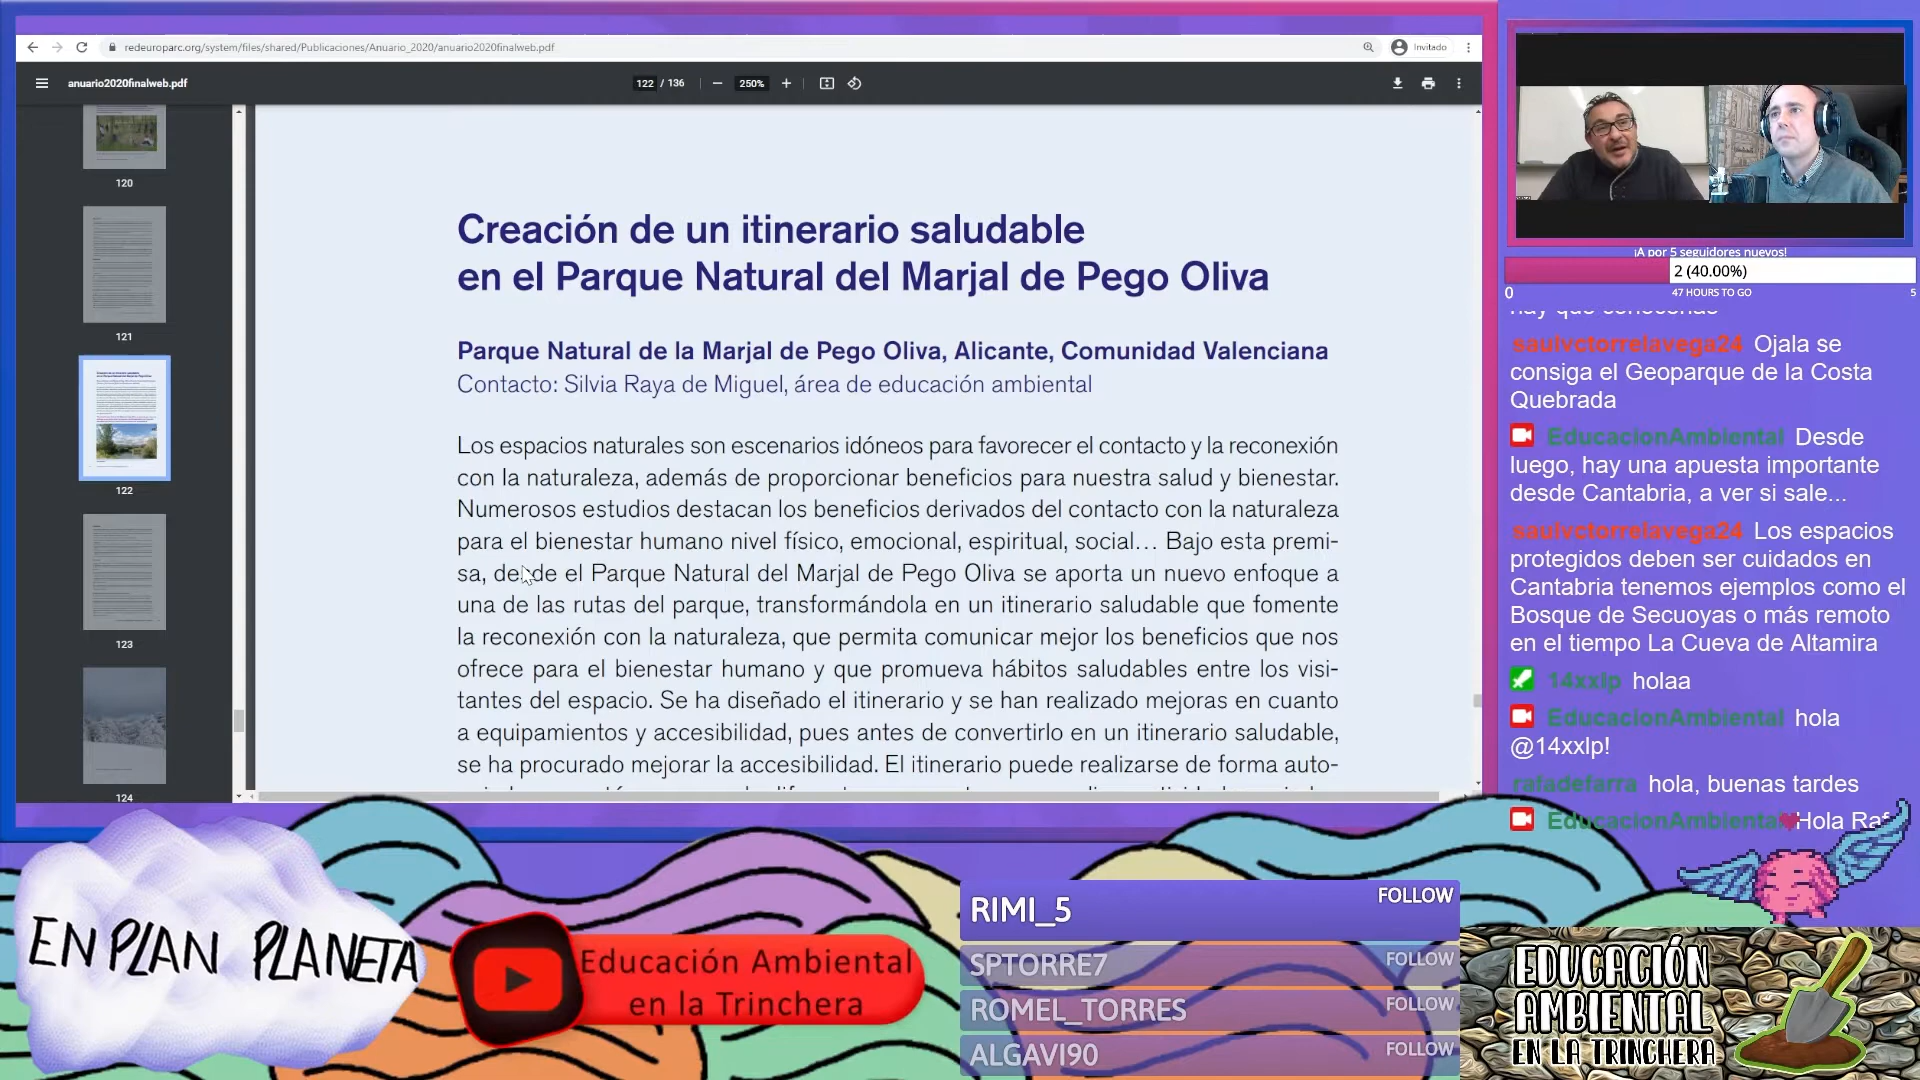 redeuroparc.org/system/files/shared/Publicaciones/Anuario_2020/anuario2020finalweb.pdf
Invitado
anuario2020finalweb.pdf
122 / 136
250%
120
121
122
123
124
Creación de un itinerario saludable
en el Parque Natural del Marjal de Pego Oliva
Parque Natural de la Marjal de Pego Oliva, Alicante, Comunidad Valenciana
Contacto: Silvia Raya de Miguel, área de educación ambiental
Los espacios naturales son escenarios idóneos para favorecer el contacto y la reconexión
con la naturaleza, además de proporcionar beneficios para nuestra salud y bienestar.
Numerosos estudios destacan los beneficios derivados del contacto con la naturaleza
para el bienestar humano nivel físico, emocional, espiritual, social… Bajo esta premi-
sa, desde el Parque Natural del Marjal de Pego Oliva se aporta un nuevo enfoque a
una de las rutas del parque, transformándola en un itinerario saludable que fomente
la reconexión con la naturaleza, que permita comunicar mejor los beneficios que nos
ofrece para el bienestar humano y que promueva hábitos saludables entre los visi-
tantes del espacio. Se ha diseñado el itinerario y se han realizado mejoras en cuanto
a equipamientos y accesibilidad, pues antes de convertirlo en un itinerario saludable,
se ha procurado mejorar la accesibilidad. El itinerario puede realizarse de forma auto-
¡A por 5 seguidores nuevos!
2 (40.00%)
0
47 HOURS TO GO
5
saulvctorrelavega24 Ojala se
consiga el Geoparque de la Costa
Quebrada
EducacionAmbiental Desde
luego, hay una apuesta importante
desde Cantabria, a ver si sale...
saulvctorrelavega24 Los espacios
protegidos deben ser cuidados en
Cantabria tenemos ejemplos como el
Bosque de Secuoyas o más remoto
en el tiempo La Cueva de Altamira
14xxlp holaa
EducacionAmbiental hola
@14xxlp!
rafadefarra hola, buenas tardes
EducacionAmbiental Hola Raf
EN PLAN PLANETA
Educación Ambiental
en la Trinchera
RIMI_5 FOLLOW
SPTORRE7 FOLLOW
ROMEL_TORRES FOLLOW
ALGAVI90 FOLLOW
EDUCACIÓN
AMBIENTAL
EN LA TRINCHERA